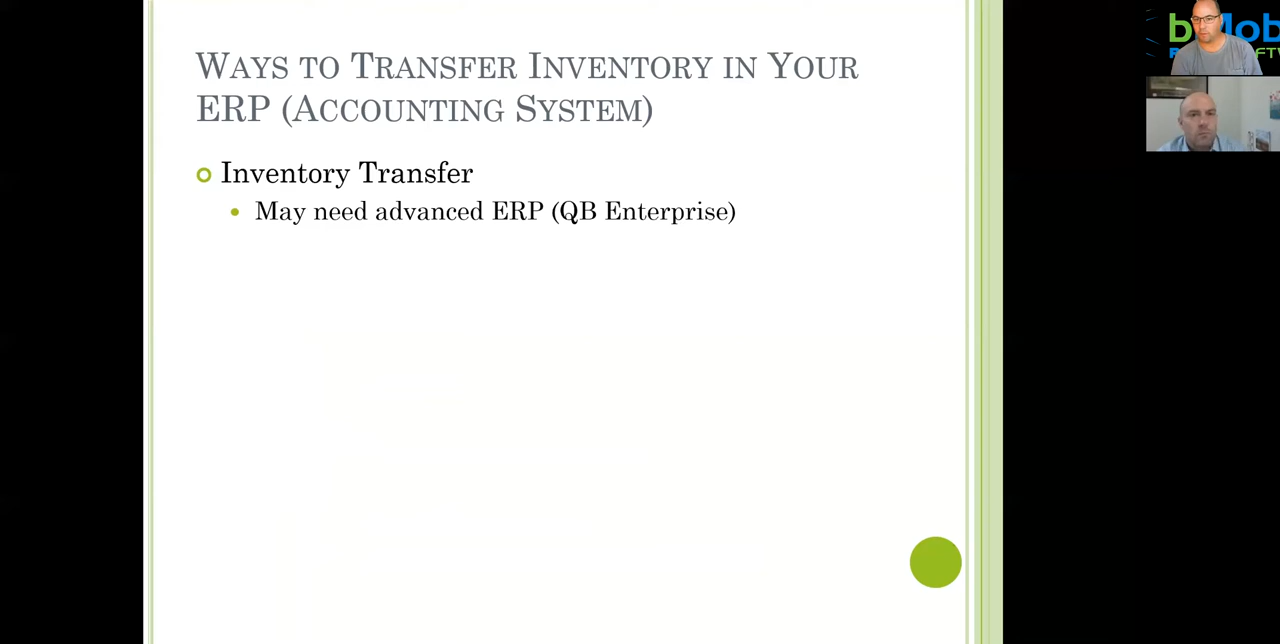 WAYS TO TRANSFER INVENTORY IN YOUR
ERP (ACCOUNTING SYSTEM)
Inventory Transfer
May need advanced ERP (QB Enterprise)